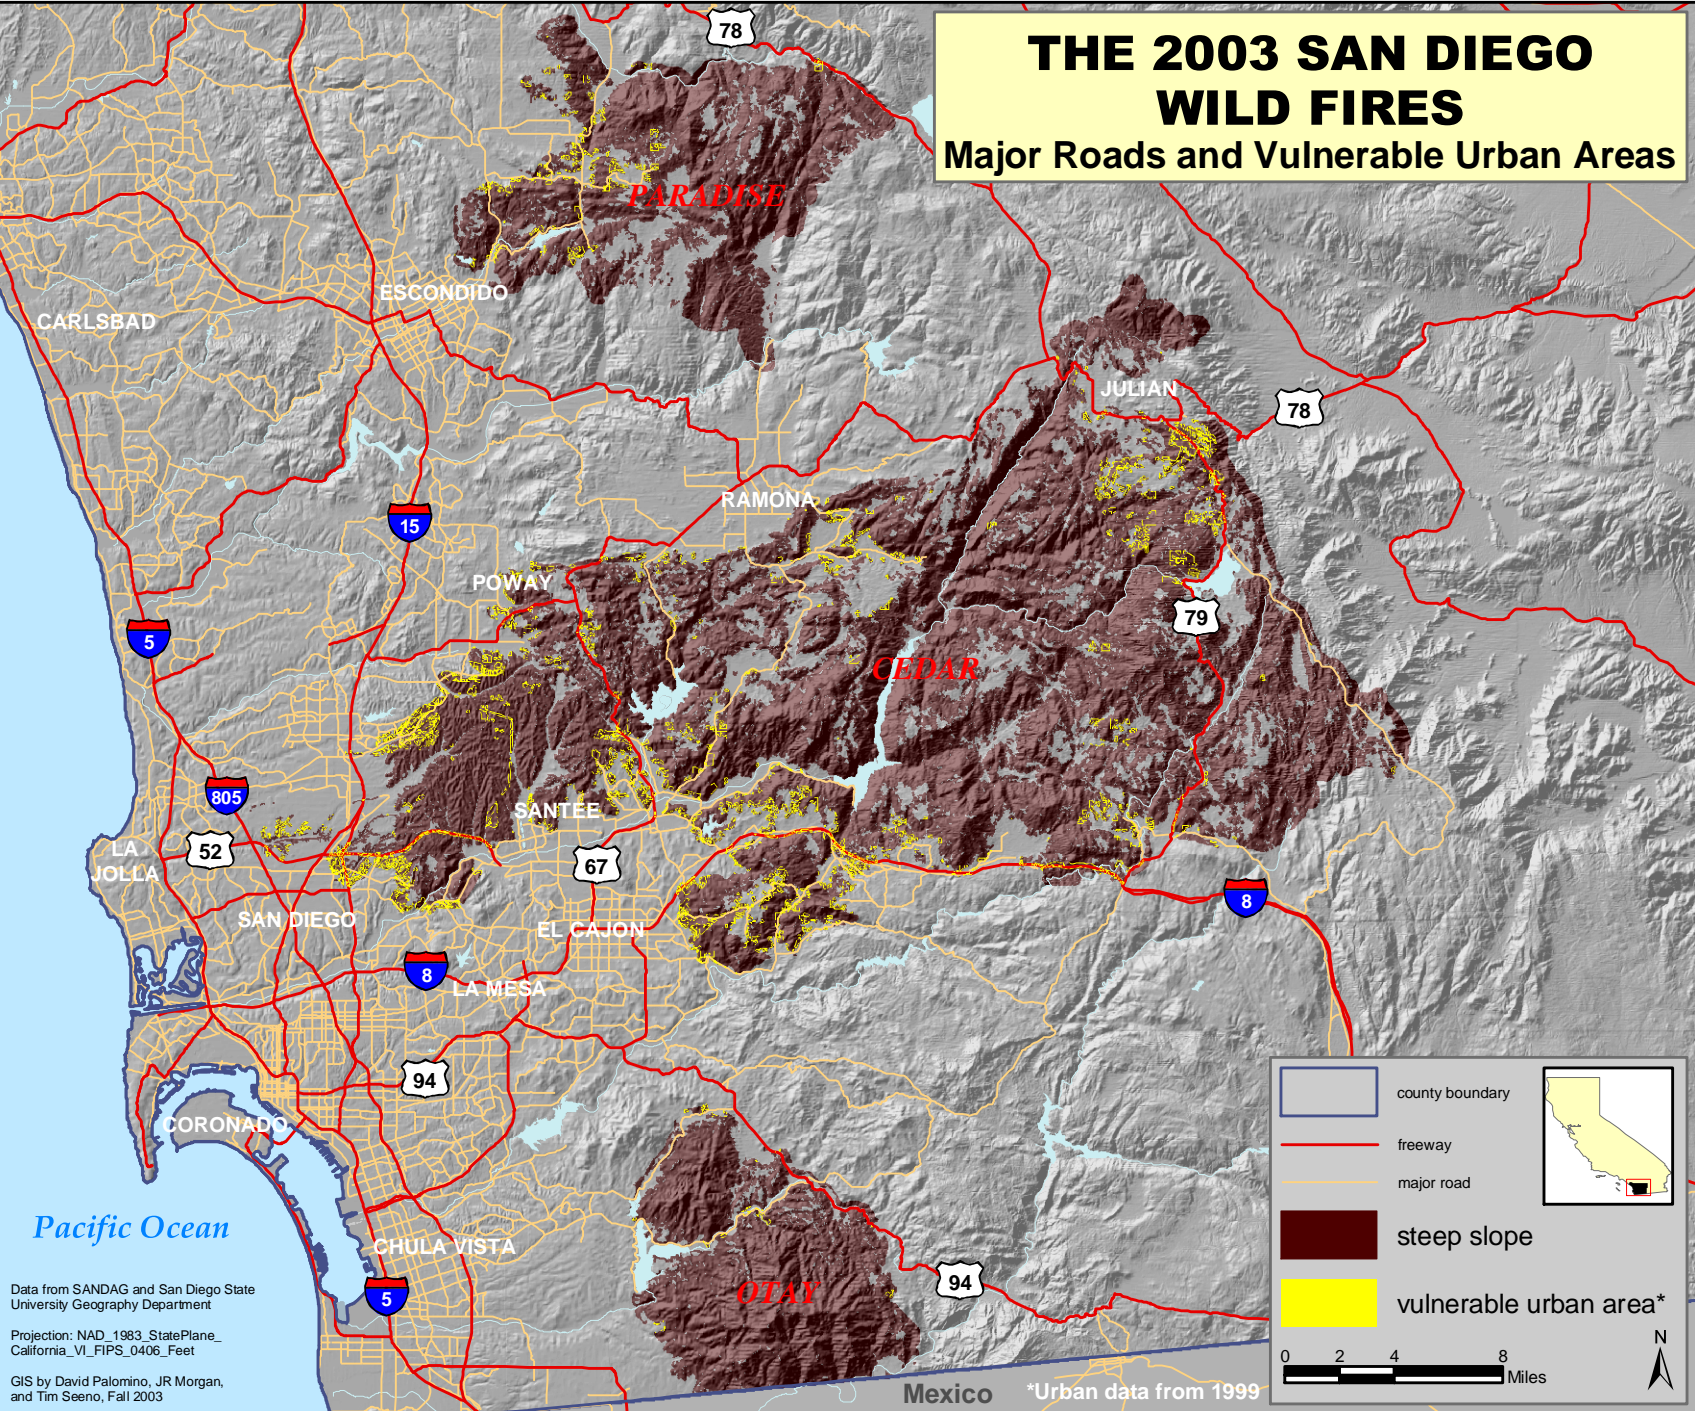 THE 2003 SAN DIEGO
WILD FIRES
Major Roads and Vulnerable Urban Areas
78
PARADISE
ESCONDIDO
CARLSBAD
JULIAN
78
RAMONA
15
POWAY
5
79
CEDAR
805
SANTEE
52
LA
JOLLA
67
8
SAN DIEGO
EL CAJON
8
LA MESA
94
CORONADO
Pacific Ocean
CHULA VISTA
5
OTAY
94
Data from SANDAG and San Diego State
University Geography Department
Projection: NAD_1983_StatePlane_
California_VI_FIPS_0406_Feet
GIS by David Palomino, JR Morgan,
and Tim Seeno, Fall 2003
Mexico
*Urban data from 1999
county boundary
freeway
major road
steep slope
vulnerable urban area*
N
0 2 4 8
Miles